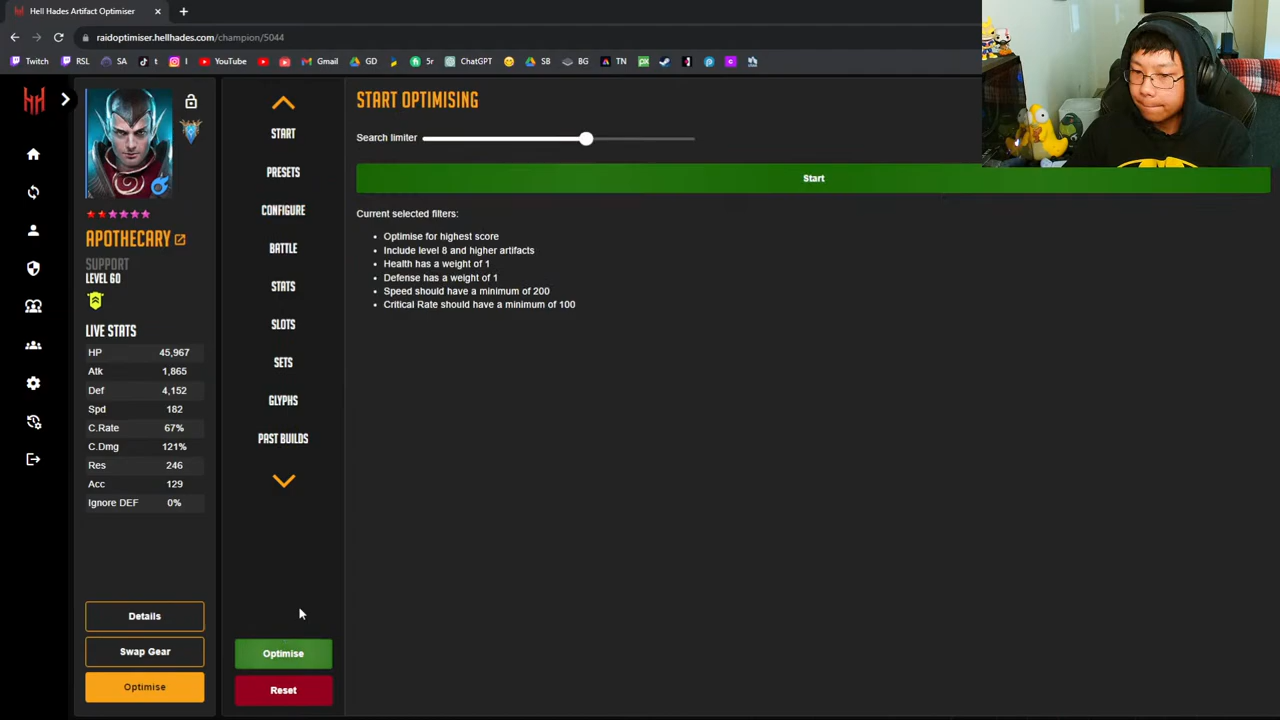 Hell Hades Artifact Optimiser
raidoptimiser.hellhades.com/champion/5044
Twitch
RSL
SA
t
I
YouTube
Gmail
GD
5r
ChatGPT
SB
BG
TN
START OPTIMISING
Search limiter
Start
Current selected filters:
Optimise for highest score
Include level 8 and higher artifacts
Health has a weight of 1
Defense has a weight of 1
Speed should have a minimum of 200
Critical Rate should have a minimum of 100
START
PRESETS
CONFIGURE
BATTLE
STATS
SLOTS
SETS
GLYPHS
PAST BUILDS
Optimise
Reset
APOTHECARY
SUPPORT
LEVEL 60
LIVE STATS
HP 45,967
Atk 1,865
Def 4,152
Spd 182
C.Rate 67%
C.Dmg 121%
Res 246
Acc 129
Ignore DEF 0%
Details
Swap Gear
Optimise